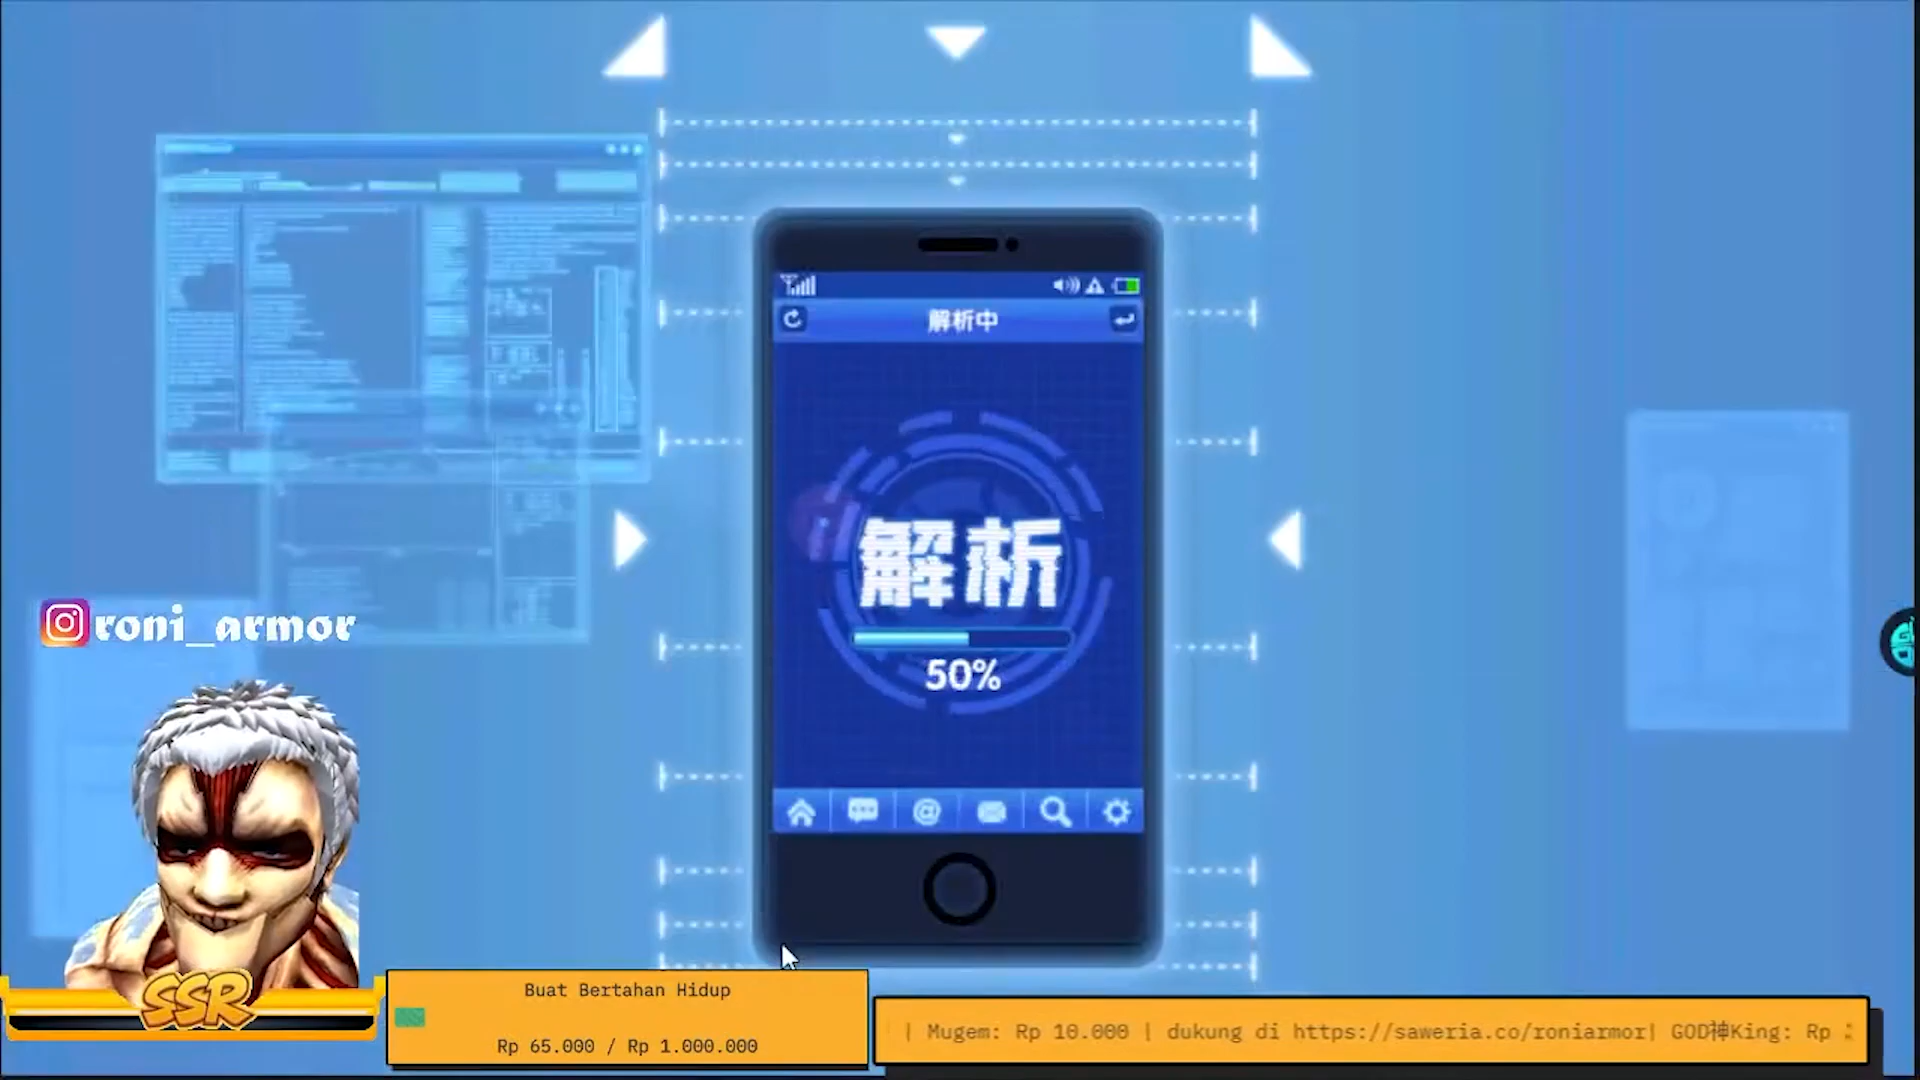 解析中
解析
50%
roni_armor
SSR
Buat Bertahan Hidup
Rp 65.000 / Rp 1.000.000
| Mugem: Rp 10.000 | dukung di https://saweria.co/roniarmor| GOD神King: Rp